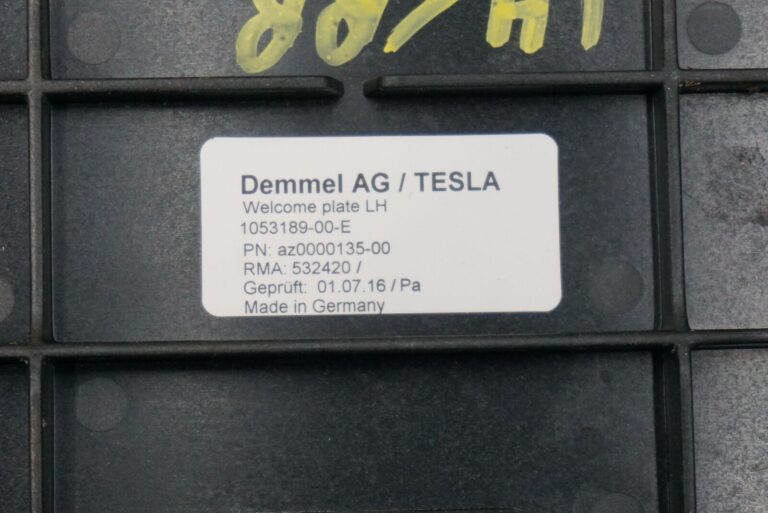 Demmel AG / TESLA
Welcome plate LH
1053189-00-E
PN: az0000135-00
RMA: 532420 /
Geprüft: 01.07.16 / Pa
Made in Germany